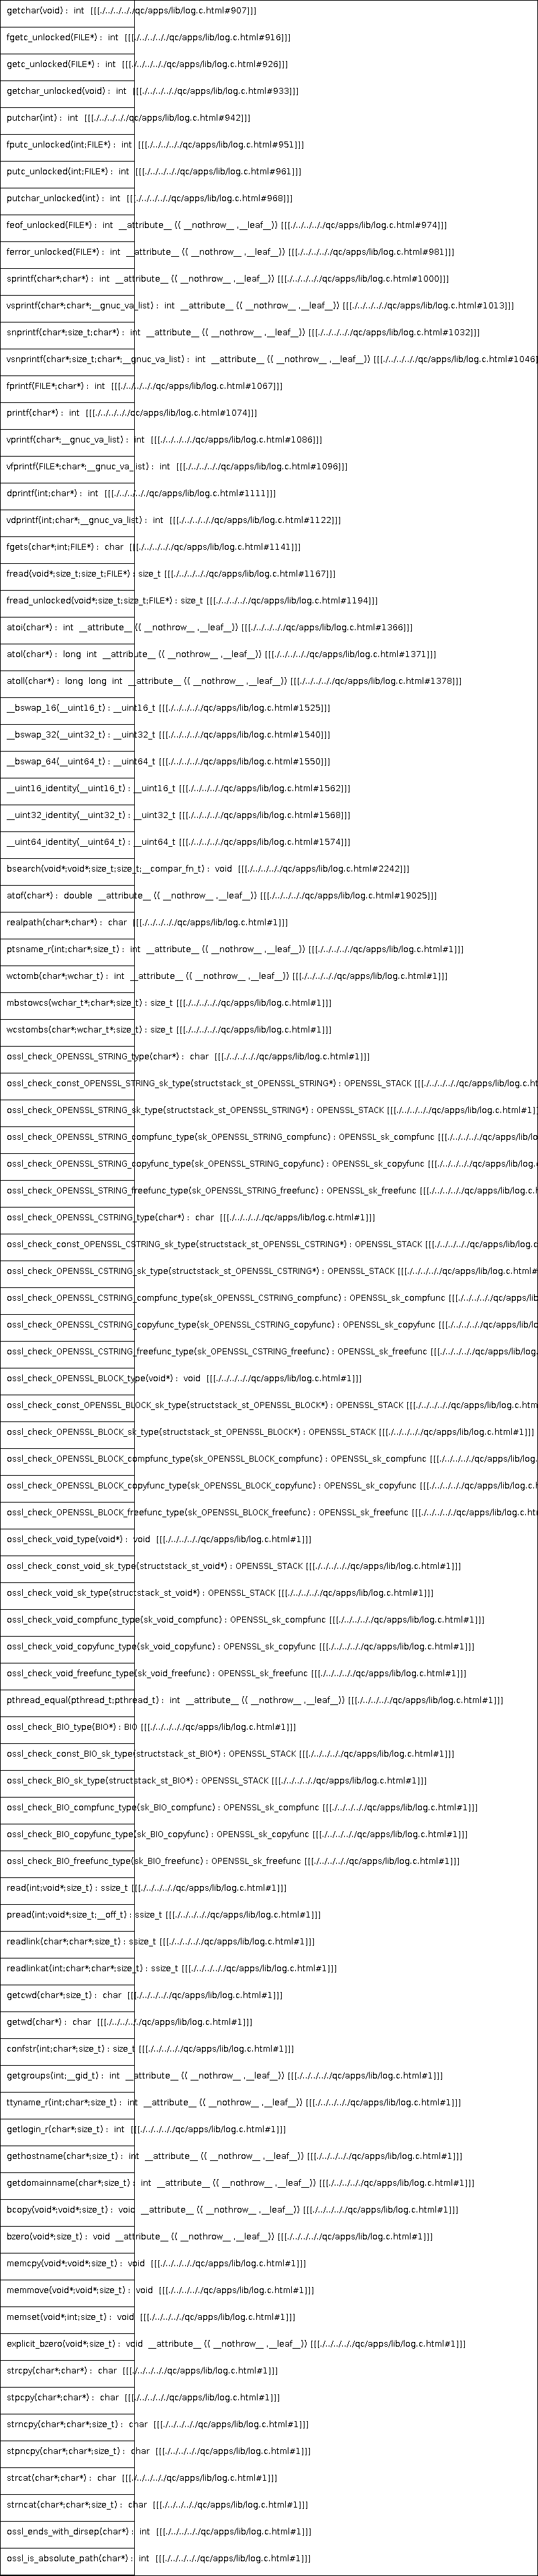 getchar(void) : int [[[./../../../../qc/apps/lib/log.c.html#907]]]
fgetc_unlocked(FILE*) : int [[[./../../../../qc/apps/lib/log.c.html#916]]]
getc_unlocked(FILE*) : int [[[./../../../../qc/apps/lib/log.c.html#926]]]
getchar_unlocked(void) : int [[[./../../../../qc/apps/lib/log.c.html#933]]]
putchar(int) : int [[[./../../../../qc/apps/lib/log.c.html#942]]]
fputc_unlocked(int;FILE*) : int [[[./../../../../qc/apps/lib/log.c.html#951]]]
putc_unlocked(int;FILE*) : int [[[./../../../../qc/apps/lib/log.c.html#961]]]
putchar_unlocked(int) : int [[[./../../../../qc/apps/lib/log.c.html#968]]]
feof_unlocked(FILE*) : int __attribute__ (( __nothrow__ ,__leaf__)) [[[./../../../../qc/apps/lib/log.c.html#974]]]
ferror_unlocked(FILE*) : int __attribute__ (( __nothrow__ ,__leaf__)) [[[./../../../../qc/apps/lib/log.c.html#981]]]
sprintf(char*;char*) : int __attribute__ (( __nothrow__ ,__leaf__)) [[[./../../../../qc/apps/lib/log.c.html#1000]]]
vsprintf(char*;char*;__gnuc_va_list) : int __attribute__ (( __nothrow__ ,__leaf__)) [[[./../../../../qc/apps/lib/log.c.html#1013]]]
snprintf(char*;size_t;char*) : int __attribute__ (( __nothrow__ ,__leaf__)) [[[./../../../../qc/apps/lib/log.c.html#1032]]]
vsnprintf(char*;size_t;char*;__gnuc_va_list) : int __attribute__ (( __nothrow__ ,__leaf__)) [[[./../../../../qc/apps/lib/log.c.html#1046]
fprintf(FILE*;char*) : int [[[./../../../../qc/apps/lib/log.c.html#1067]]]
printf(char*) : int [[[./../../../../qc/apps/lib/log.c.html#1074]]]
vprintf(char*;__gnuc_va_list) : int [[[./../../../../qc/apps/lib/log.c.html#1086]]]
vfprintf(FILE*;char*;__gnuc_va_list) : int [[[./../../../../qc/apps/lib/log.c.html#1096]]]
dprintf(int;char*) : int [[[./../../../../qc/apps/lib/log.c.html#1111]]]
vdprintf(int;char*;__gnuc_va_list) : int [[[./../../../../qc/apps/lib/log.c.html#1122]]]
fgets(char*;int;FILE*) : char [[[./../../../../qc/apps/lib/log.c.html#1141]]]
fread(void*;size_t;size_t;FILE*) : size_t [[[./../../../../qc/apps/lib/log.c.html#1167]]]
fread_unlocked(void*;size_t;size_t;FILE*) : size_t [[[./../../../../qc/apps/lib/log.c.html#1194]]]
atoi(char*) : int __attribute__ (( __nothrow__ ,__leaf__)) [[[./../../../../qc/apps/lib/log.c.html#1366]]]
atol(char*) : long int __attribute__ (( __nothrow__ ,__leaf__)) [[[./../../../../qc/apps/lib/log.c.html#1371]]]
atoll(char*) : long long int __attribute__ (( __nothrow__ ,__leaf__)) [[[./../../../../qc/apps/lib/log.c.html#1378]]]
__bswap_16(__uint16_t) : __uint16_t [[[./../../../../qc/apps/lib/log.c.html#1525]]]
__bswap_32(__uint32_t) : __uint32_t [[[./../../../../qc/apps/lib/log.c.html#1540]]]
__bswap_64(__uint64_t) : __uint64_t [[[./../../../../qc/apps/lib/log.c.html#1550]]]
__uint16_identity(__uint16_t) : __uint16_t [[[./../../../../qc/apps/lib/log.c.html#1562]]]
__uint32_identity(__uint32_t) : __uint32_t [[[./../../../../qc/apps/lib/log.c.html#1568]]]
__uint64_identity(__uint64_t) : __uint64_t [[[./../../../../qc/apps/lib/log.c.html#1574]]]
bsearch(void*;void*;size_t;size_t;__compar_fn_t) : void [[[./../../../../qc/apps/lib/log.c.html#2242]]]
atof(char*) : double __attribute__ (( __nothrow__ ,__leaf__)) [[[./../../../../qc/apps/lib/log.c.html#19025]]]
realpath(char*;char*) : char [[[./../../../../qc/apps/lib/log.c.html#1]]]
ptsname_r(int;char*;size_t) : int __attribute__ (( __nothrow__ ,__leaf__)) [[[./../../../../qc/apps/lib/log.c.html#1]]]
wctomb(char*;wchar_t) : int __attribute__ (( __nothrow__ ,__leaf__)) [[[./../../../../qc/apps/lib/log.c.html#1]]]
mbstowcs(wchar_t*;char*;size_t) : size_t [[[./../../../../qc/apps/lib/log.c.html#1]]]
wcstombs(char*;wchar_t*;size_t) : size_t [[[./../../../../qc/apps/lib/log.c.html#1]]]
ossl_check_OPENSSL_STRING_type(char*) : char [[[./../../../../qc/apps/lib/log.c.html#1]]]
ossl_check_const_OPENSSL_STRING_sk_type(structstack_st_OPENSSL_STRING*) : OPENSSL_STACK [[[./../../../../qc/apps/lib/log.c.ht
ossl_check_OPENSSL_STRING_sk_type(structstack_st_OPENSSL_STRING*) : OPENSSL_STACK [[[./../../../../qc/apps/lib/log.c.html#1]]
ossl_check_OPENSSL_STRING_compfunc_type(sk_OPENSSL_STRING_compfunc) : OPENSSL_sk_compfunc [[[./../../../../qc/apps/lib/lo
ossl_check_OPENSSL_STRING_copyfunc_type(sk_OPENSSL_STRING_copyfunc) : OPENSSL_sk_copyfunc [[[./../../../../qc/apps/lib/log.
ossl_check_OPENSSL_STRING_freefunc_type(sk_OPENSSL_STRING_freefunc) : OPENSSL_sk_freefunc [[[./../../../../qc/apps/lib/log.c.h
ossl_check_OPENSSL_CSTRING_type(char*) : char [[[./../../../../qc/apps/lib/log.c.html#1]]]
ossl_check_const_OPENSSL_CSTRING_sk_type(structstack_st_OPENSSL_CSTRING*) : OPENSSL_STACK [[[./../../../../qc/apps/lib/log.c
ossl_check_OPENSSL_CSTRING_sk_type(structstack_st_OPENSSL_CSTRING*) : OPENSSL_STACK [[[./../../../../qc/apps/lib/log.c.html#
ossl_check_OPENSSL_CSTRING_compfunc_type(sk_OPENSSL_CSTRING_compfunc) : OPENSSL_sk_compfunc [[[./../../../../qc/apps/lib
ossl_check_OPENSSL_CSTRING_copyfunc_type(sk_OPENSSL_CSTRING_copyfunc) : OPENSSL_sk_copyfunc [[[./../../../../qc/apps/lib/lo
ossl_check_OPENSSL_CSTRING_freefunc_type(sk_OPENSSL_CSTRING_freefunc) : OPENSSL_sk_freefunc [[[./../../../../qc/apps/lib/log.
ossl_check_OPENSSL_BLOCK_type(void*) : void [[[./../../../../qc/apps/lib/log.c.html#1]]]
ossl_check_const_OPENSSL_BLOCK_sk_type(structstack_st_OPENSSL_BLOCK*) : OPENSSL_STACK [[[./../../../../qc/apps/lib/log.c.htm
ossl_check_OPENSSL_BLOCK_sk_type(structstack_st_OPENSSL_BLOCK*) : OPENSSL_STACK [[[./../../../../qc/apps/lib/log.c.html#1]]]
ossl_check_OPENSSL_BLOCK_compfunc_type(sk_OPENSSL_BLOCK_compfunc) : OPENSSL_sk_compfunc [[[./../../../../qc/apps/lib/log.
ossl_check_OPENSSL_BLOCK_copyfunc_type(sk_OPENSSL_BLOCK_copyfunc) : OPENSSL_sk_copyfunc [[[./../../../../qc/apps/lib/log.c.h
ossl_check_OPENSSL_BLOCK_freefunc_type(sk_OPENSSL_BLOCK_freefunc) : OPENSSL_sk_freefunc [[[./../../../../qc/apps/lib/log.c.htm
ossl_check_void_type(void*) : void [[[./../../../../qc/apps/lib/log.c.html#1]]]
ossl_check_const_void_sk_type(structstack_st_void*) : OPENSSL_STACK [[[./../../../../qc/apps/lib/log.c.html#1]]]
ossl_check_void_sk_type(structstack_st_void*) : OPENSSL_STACK [[[./../../../../qc/apps/lib/log.c.html#1]]]
ossl_check_void_compfunc_type(sk_void_compfunc) : OPENSSL_sk_compfunc [[[./../../../../qc/apps/lib/log.c.html#1]]]
ossl_check_void_copyfunc_type(sk_void_copyfunc) : OPENSSL_sk_copyfunc [[[./../../../../qc/apps/lib/log.c.html#1]]]
ossl_check_void_freefunc_type(sk_void_freefunc) : OPENSSL_sk_freefunc [[[./../../../../qc/apps/lib/log.c.html#1]]]
pthread_equal(pthread_t;pthread_t) : int __attribute__ (( __nothrow__ ,__leaf__)) [[[./../../../../qc/apps/lib/log.c.html#1]]]
ossl_check_BIO_type(BIO*) : BIO [[[./../../../../qc/apps/lib/log.c.html#1]]]
ossl_check_const_BIO_sk_type(structstack_st_BIO*) : OPENSSL_STACK [[[./../../../../qc/apps/lib/log.c.html#1]]]
ossl_check_BIO_sk_type(structstack_st_BIO*) : OPENSSL_STACK [[[./../../../../qc/apps/lib/log.c.html#1]]]
ossl_check_BIO_compfunc_type(sk_BIO_compfunc) : OPENSSL_sk_compfunc [[[./../../../../qc/apps/lib/log.c.html#1]]]
ossl_check_BIO_copyfunc_type(sk_BIO_copyfunc) : OPENSSL_sk_copyfunc [[[./../../../../qc/apps/lib/log.c.html#1]]]
ossl_check_BIO_freefunc_type(sk_BIO_freefunc) : OPENSSL_sk_freefunc [[[./../../../../qc/apps/lib/log.c.html#1]]]
read(int;void*;size_t) : ssize_t [[[./../../../../qc/apps/lib/log.c.html#1]]]
pread(int;void*;size_t;__off_t) : ssize_t [[[./../../../../qc/apps/lib/log.c.html#1]]]
readlink(char*;char*;size_t) : ssize_t [[[./../../../../qc/apps/lib/log.c.html#1]]]
readlinkat(int;char*;char*;size_t) : ssize_t [[[./../../../../qc/apps/lib/log.c.html#1]]]
getcwd(char*;size_t) : char [[[./../../../../qc/apps/lib/log.c.html#1]]]
getwd(char*) : char [[[./../../../../qc/apps/lib/log.c.html#1]]]
confstr(int;char*;size_t) : size_t [[[./../../../../qc/apps/lib/log.c.html#1]]]
getgroups(int;__gid_t) : int __attribute__ (( __nothrow__ ,__leaf__)) [[[./../../../../qc/apps/lib/log.c.html#1]]]
ttyname_r(int;char*;size_t) : int __attribute__ (( __nothrow__ ,__leaf__)) [[[./../../../../qc/apps/lib/log.c.html#1]]]
getlogin_r(char*;size_t) : int [[[./../../../../qc/apps/lib/log.c.html#1]]]
gethostname(char*;size_t) : int __attribute__ (( __nothrow__ ,__leaf__)) [[[./../../../../qc/apps/lib/log.c.html#1]]]
getdomainname(char*;size_t) : int __attribute__ (( __nothrow__ ,__leaf__)) [[[./../../../../qc/apps/lib/log.c.html#1]]]
bcopy(void*;void*;size_t) : void __attribute__ (( __nothrow__ ,__leaf__)) [[[./../../../../qc/apps/lib/log.c.html#1]]]
bzero(void*;size_t) : void __attribute__ (( __nothrow__ ,__leaf__)) [[[./../../../../qc/apps/lib/log.c.html#1]]]
memcpy(void*;void*;size_t) : void [[[./../../../../qc/apps/lib/log.c.html#1]]]
memmove(void*;void*;size_t) : void [[[./../../../../qc/apps/lib/log.c.html#1]]]
memset(void*;int;size_t) : void [[[./../../../../qc/apps/lib/log.c.html#1]]]
explicit_bzero(void*;size_t) : void __attribute__ (( __nothrow__ ,__leaf__)) [[[./../../../../qc/apps/lib/log.c.html#1]]]
strcpy(char*;char*) : char [[[./../../../../qc/apps/lib/log.c.html#1]]]
stpcpy(char*;char*) : char [[[./../../../../qc/apps/lib/log.c.html#1]]]
strncpy(char*;char*;size_t) : char [[[./../../../../qc/apps/lib/log.c.html#1]]]
stpncpy(char*;char*;size_t) : char [[[./../../../../qc/apps/lib/log.c.html#1]]]
strcat(char*;char*) : char [[[./../../../../qc/apps/lib/log.c.html#1]]]
strncat(char*;char*;size_t) : char [[[./../../../../qc/apps/lib/log.c.html#1]]]
ossl_ends_with_dirsep(char*) : int [[[./../../../../qc/apps/lib/log.c.html#1]]]
ossl_is_absolute_path(char*) : int [[[./../../../../qc/apps/lib/log.c.html#1]]]